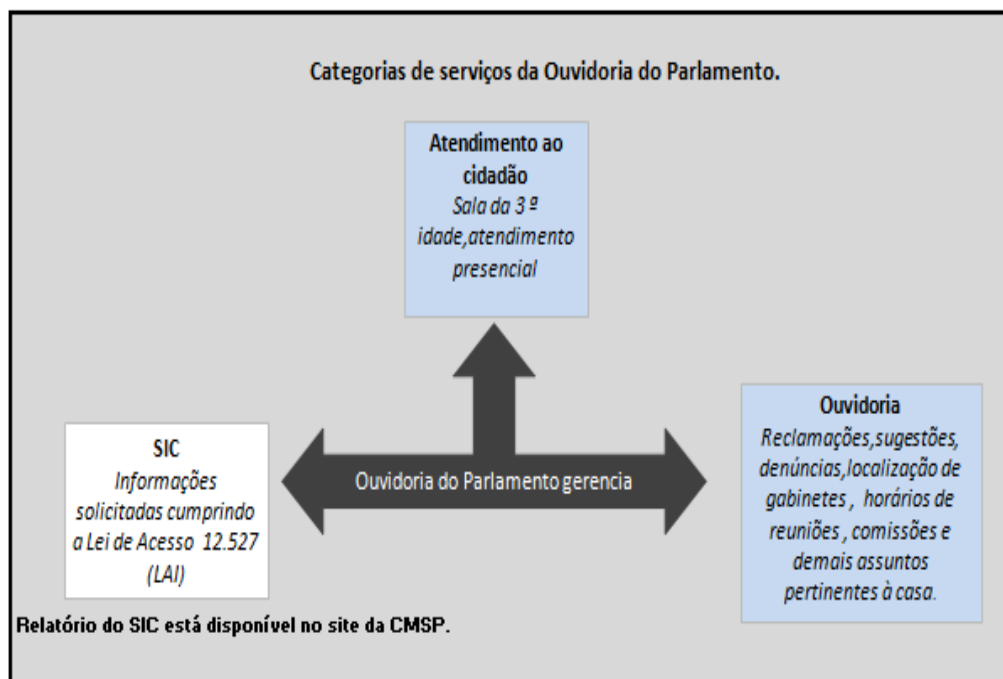 Categorias de serviços da Ouvidoria do Parlamento.
Atendimento ao
cidadão
Sala da 3 ª
idade,atendimento
presencial
SIC
Informações
solicitadas cumprindo
a Lei de Acesso 12.527
(LAI)
Ouvidoria do Parlamento gerencia
Ouvidoria
Reclamações,sugestões,
denúncias,localização de
gabinetes , horários de
reuniões , comissões e
demais assuntos
pertinentes à casa.
Relatório do SIC está disponível no site da CMSP.